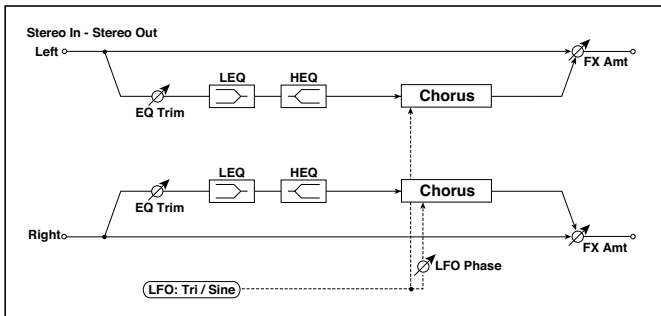 Stereo In - Stereo Out
Left
FX Amt
LEQ
HEQ
EQ Trim
Chorus
LEQ
HEQ
EQ Trim
Chorus
Right
FX Amt
LFO Phase
LFO: Tri / Sine